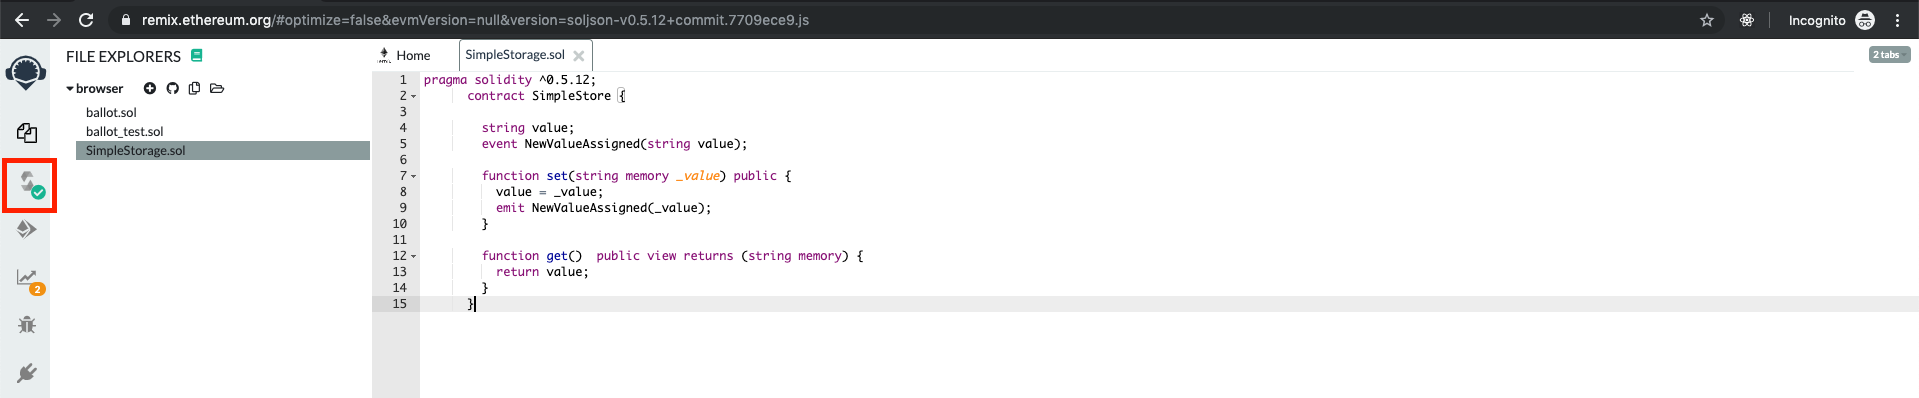 remix.ethereum.org/#optimize=false&evmVersion=null&version=soljson-v0.5.12+commit.7709ece9.js
Incognito
FILE EXPLORERS
Home
SimpleStorage.sol
2 tabs
browser
ballot.sol
ballot_test.sol
SimpleStorage.sol
2
1 pragma solidity ^0.5.12;
2 contract SimpleStore {
3
4 string value;
5 event NewValueAssigned(string value);
6
7 function set(string memory _value) public {
8 value = _value;
9 emit NewValueAssigned(_value);
10 }
11
12 function get()  public view returns (string memory) {
13 return value;
14 }
15 }